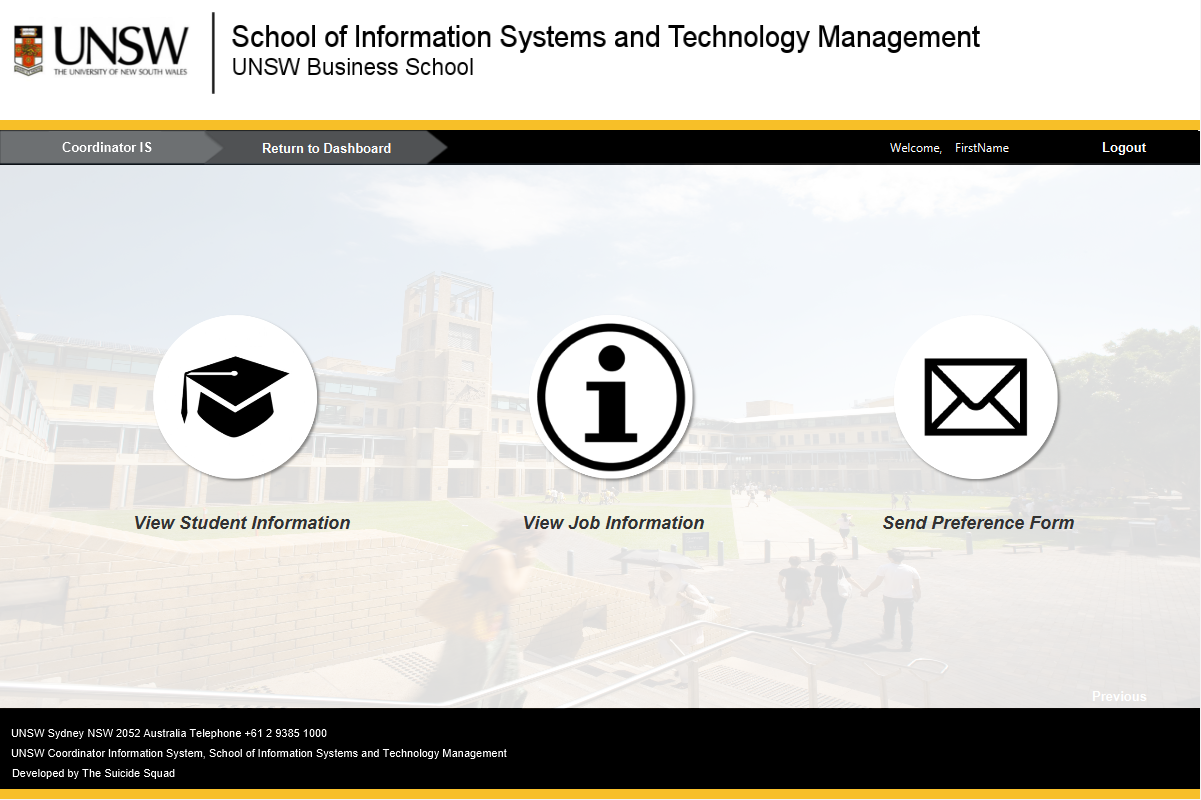 UNSW
THE UNIVERSITY OF NEW SOUTH WALES
School of Information Systems and Technology Management
UNSW Business School
Coordinator IS
Return to Dashboard
Welcome, FirstName
Logout
View Student Information
View Job Information
Send Preference Form
Previous
UNSW Sydney NSW 2052 Australia Telephone +61 2 9385 1000
UNSW Coordinator Information System, School of Information Systems and Technology Management
Developed by The Suicide Squad